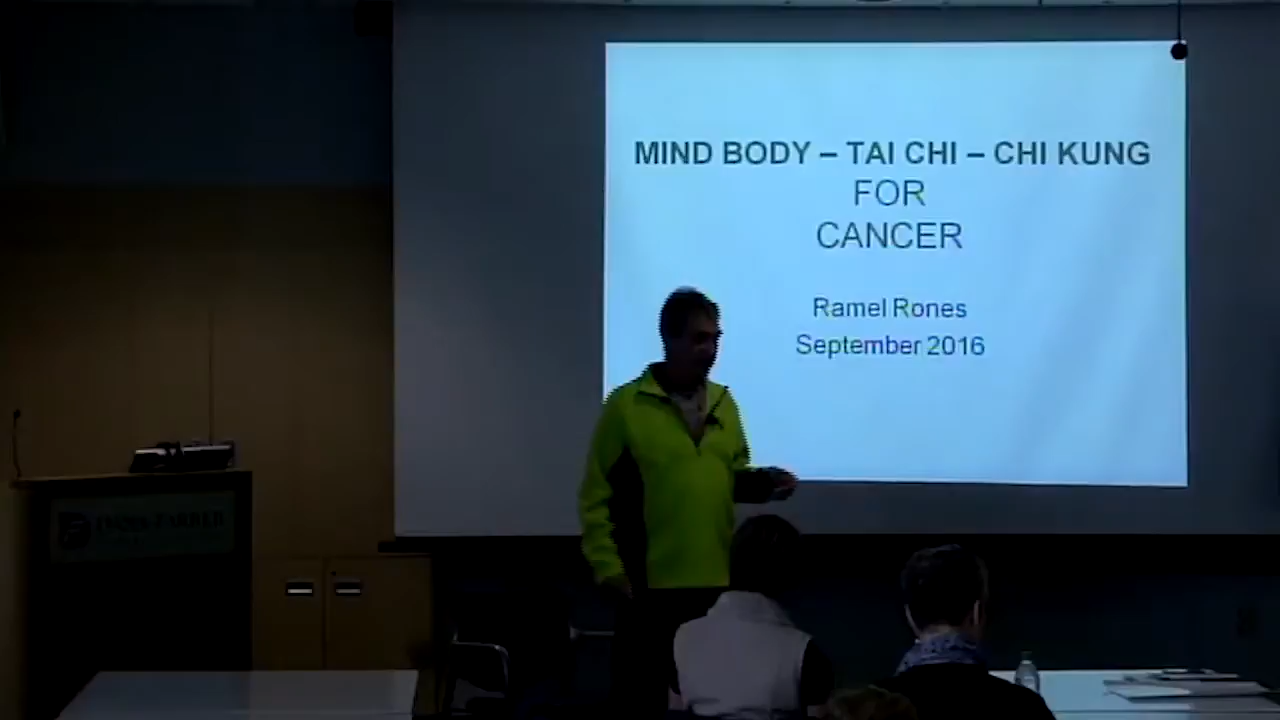 MIND BODY – TAI CHI – CHI KUNG
FOR
CANCER
Ramel Rones
September 2016